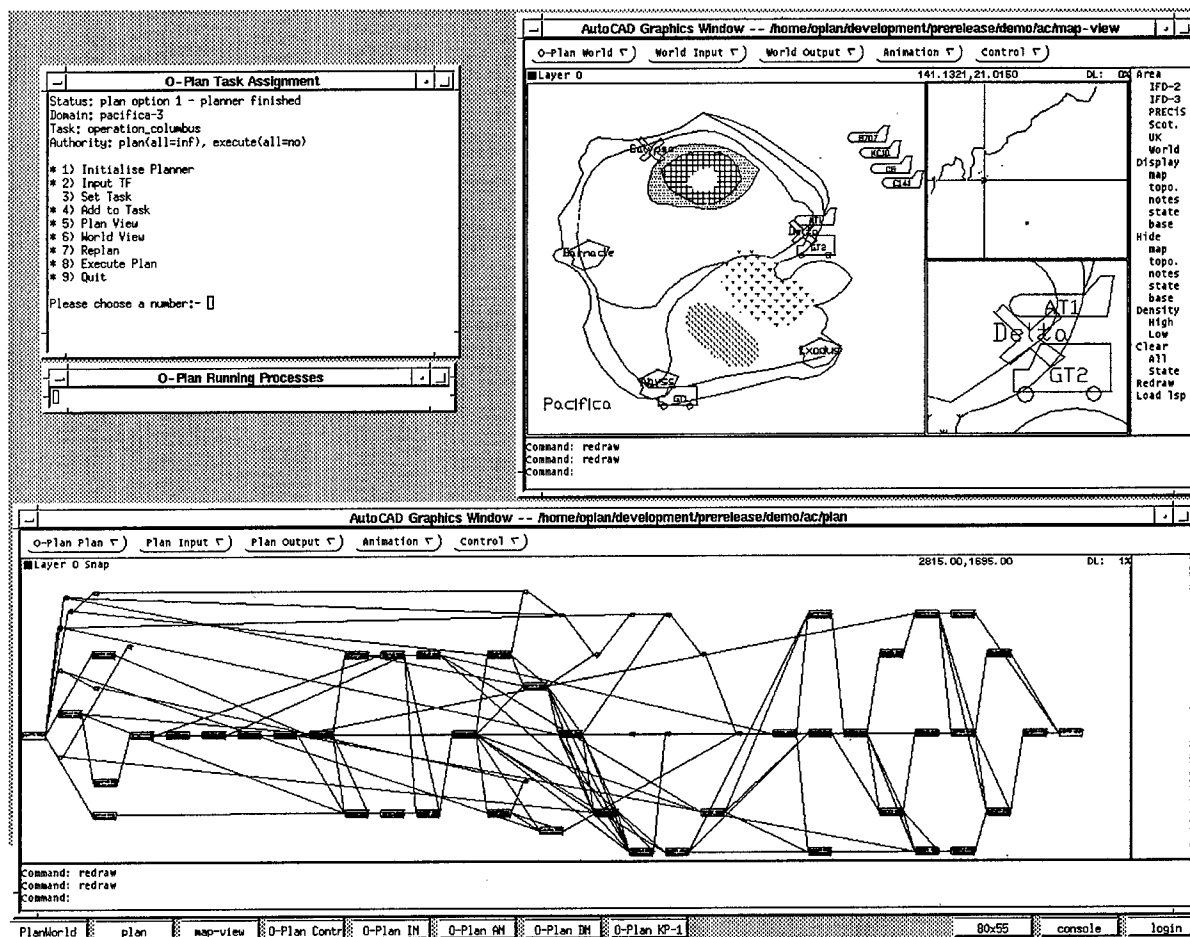 O-Plan Task Assignment
Status: plan option 1 - planner finished
Domain: pacifica-3
Task: operation_columbus
Authority: plan(all=inf), execute(all=no)
* 1) Initialise Planner
* 2) Input TF
3) Set Task
* 4) Add to Task
* 5) Plan View
* 6) World View
* 7) Replan
* 8) Execute Plan
* 9) Quit
Please choose a number:-
O-Plan Running Processes
AutoCAD Graphics Window -- /home/oplan/development/prerelease/demo/ac/map-view
O-Plan World World Input World Output Animation Control
Layer 0 141.1321,21.0150 DL: 0%
B707
KC10
C5
C141
Calypso
AT1
Delta
GT2
Barnacle
Exodus
Abyss
Pacifica
AT1
Delta
GT2
Area
IFD-2
IFD-3
PRECiS
Scot.
UK
World
Display
map
topo.
notes
state
base
Hide
map
topo.
notes
state
base
Density
High
Low
Clear
All
State
Redraw
Load lsp
Command: redraw
Command: redraw
Command:
AutoCAD Graphics Window -- /home/oplan/development/prerelease/demo/ac/plan
O-Plan Plan Plan Input Plan Output Animation Control
Layer 0 Snap 2815.00,1695.00 DL: 1%
Command: redraw
Command: redraw
Command:
PlanWorld plan map-view O-Plan Contr O-Plan IM O-Plan AM O-Plan DM O-Plan KP-1 80x55 console login